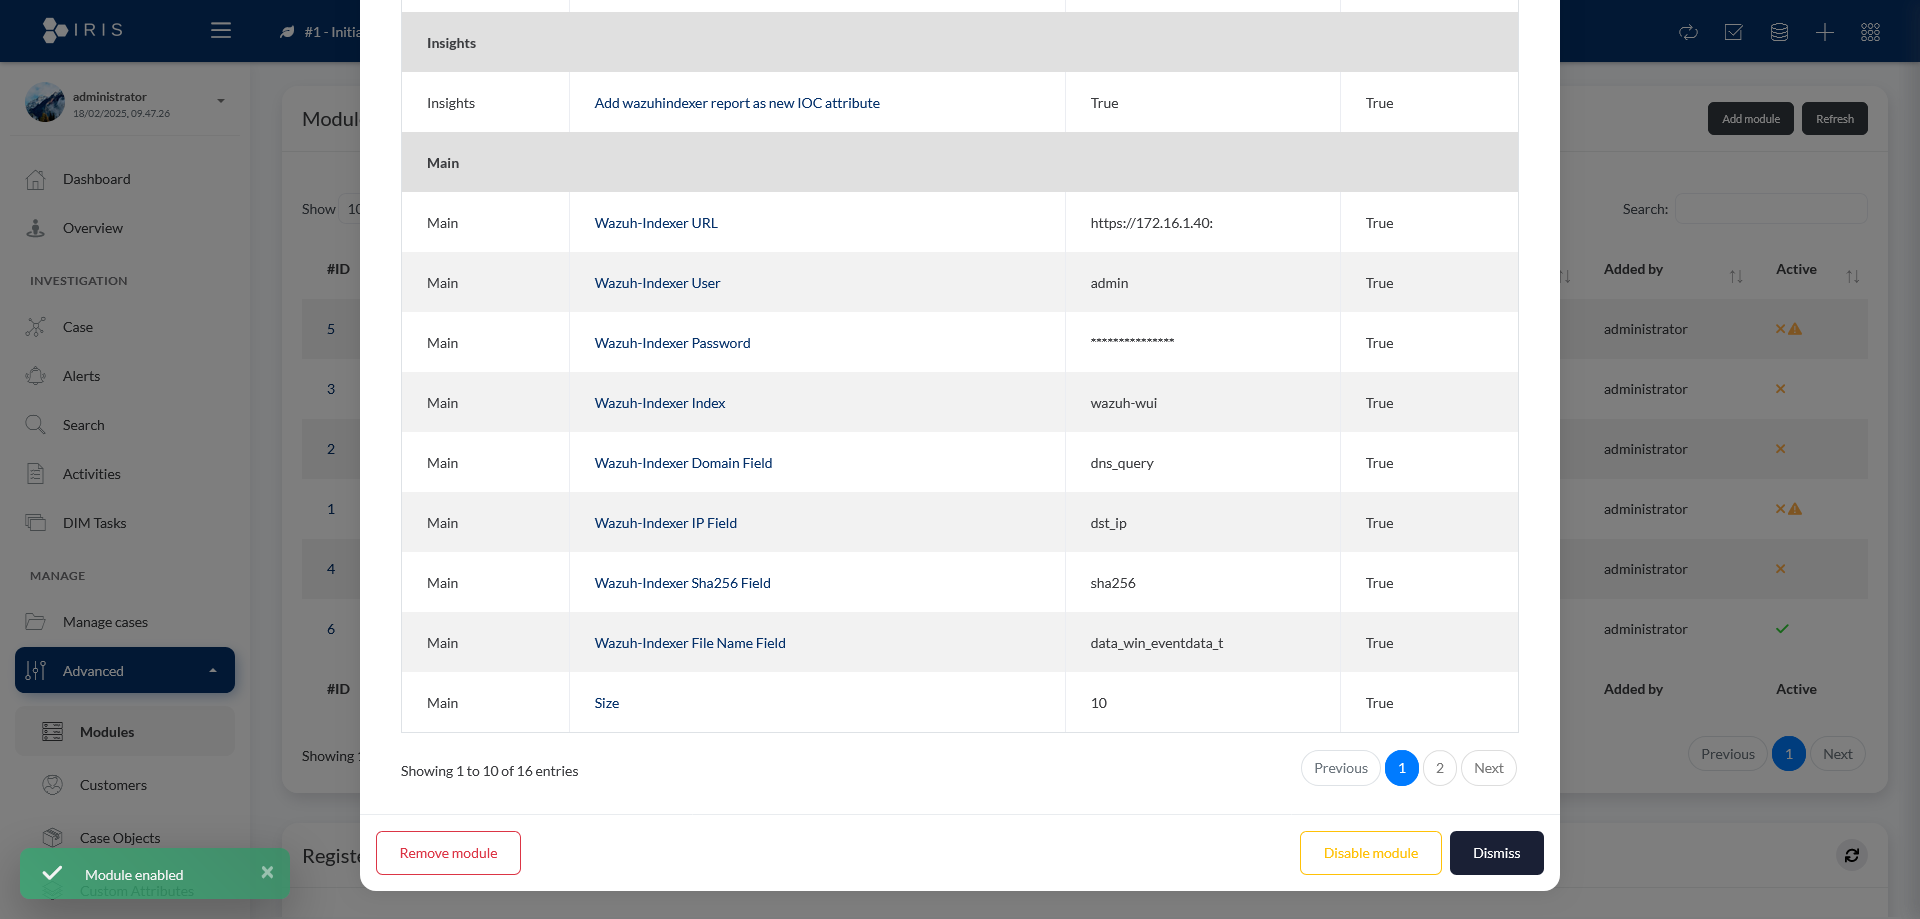 IRIS
#1 - Initia
administrator
18/02/2025, 09.47.26
Dashboard
Overview
INVESTIGATION
Case
Alerts
Search
Activities
DIM Tasks
MANAGE
Manage cases
Advanced
Modules
Customers
Case Objects
Custom Attributes
Module enabled
×
Modul
Add module
Refresh
Show 10
Search:
#ID
Added by
Active
5
administrator
3
administrator
2
administrator
1
administrator
4
administrator
6
administrator
#ID
Added by
Active
Showing 1
Previous
1
Next
Registe
Insights
Insights
Add wazuhindexer report as new IOC attribute
True
True
Main
Main
Wazuh-Indexer URL
https://172.16.1.40:
True
Main
Wazuh-Indexer User
admin
True
Main
Wazuh-Indexer Password
***************
True
Main
Wazuh-Indexer Index
wazuh-wui
True
Main
Wazuh-Indexer Domain Field
dns_query
True
Main
Wazuh-Indexer IP Field
dst_ip
True
Main
Wazuh-Indexer Sha256 Field
sha256
True
Main
Wazuh-Indexer File Name Field
data_win_eventdata_t
True
Main
Size
10
True
Showing 1 to 10 of 16 entries
Previous
1
2
Next
Remove module
Disable module
Dismiss